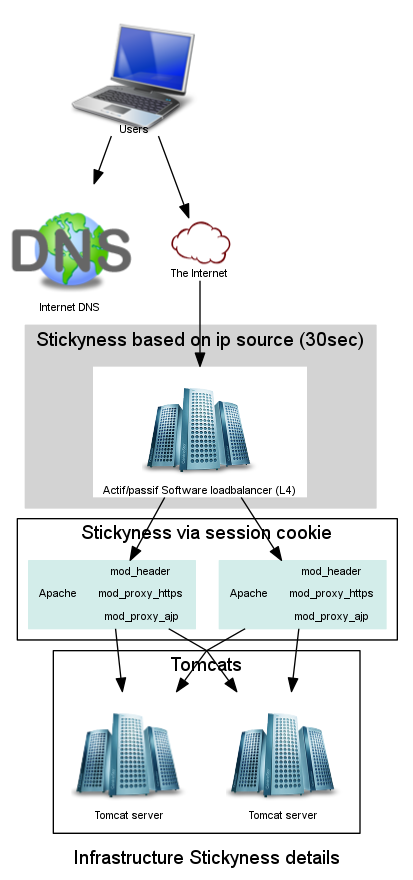 Users
DNS
Internet DNS
The Internet
Stickyness based on ip source (30sec)
Actif/passif Software loadbalancer (L4)
Stickyness via session cookie
Apache
mod_header
mod_proxy_https
mod_proxy_ajp
Apache
mod_header
mod_proxy_https
mod_proxy_ajp
Tomcats
Tomcat server
Tomcat server
Infrastructure Stickyness details